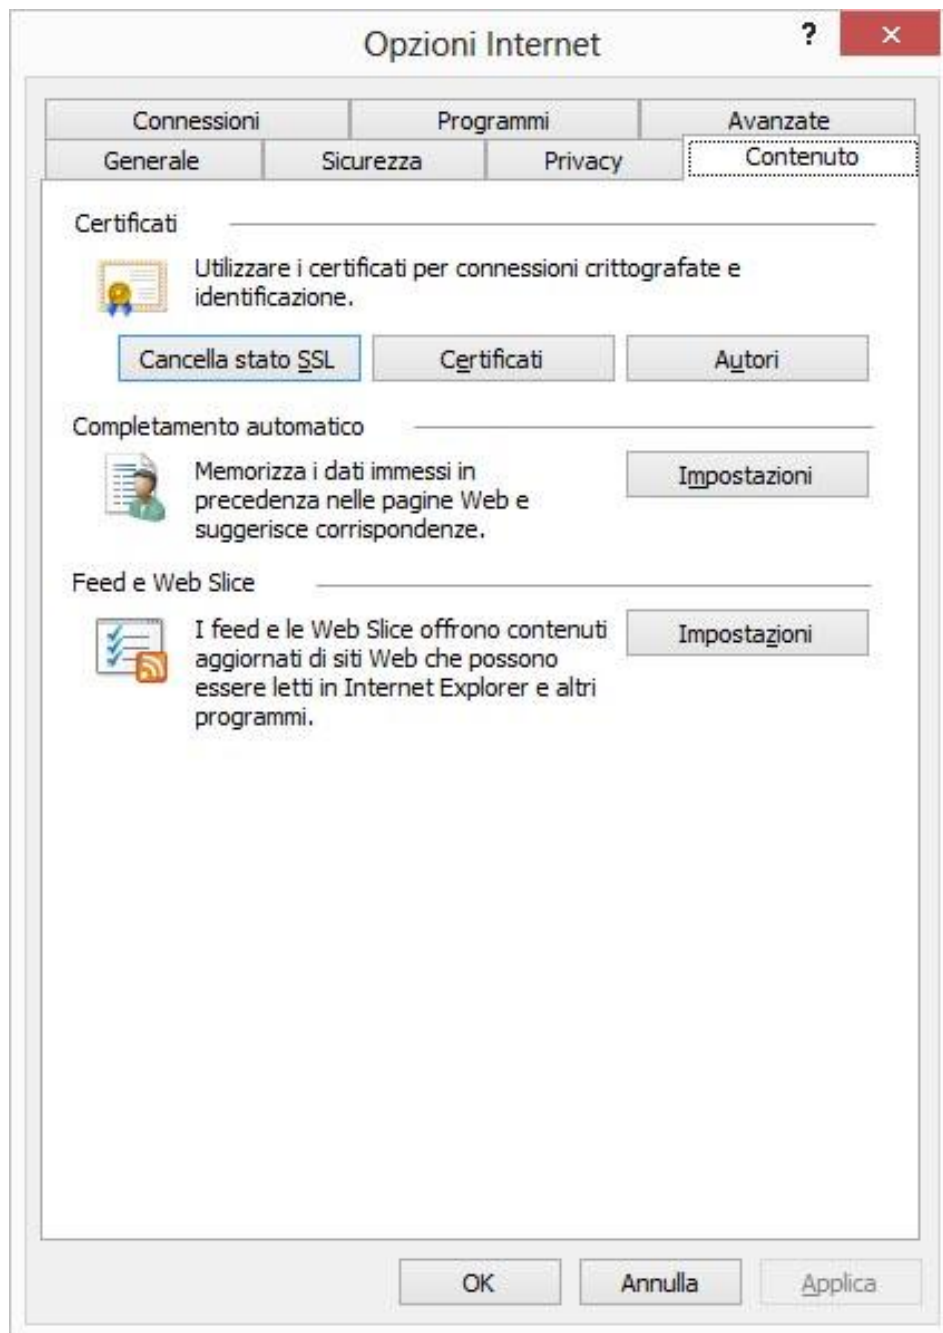 Opzioni Internet
?
Connessioni Programmi Avanzate
Generale Sicurezza Privacy Contenuto
Certificati
Utilizzare i certificati per connessioni crittografate e
identificazione.
Cancella stato SSL Certificati Autori
Completamento automatico
Memorizza i dati immessi in
precedenza nelle pagine Web e
suggerisce corrispondenze.
Impostazioni
Feed e Web Slice
I feed e le Web Slice offrono contenuti
aggiornati di siti Web che possono
essere letti in Internet Explorer e altri
programmi.
Impostazioni
OK Annulla Applica